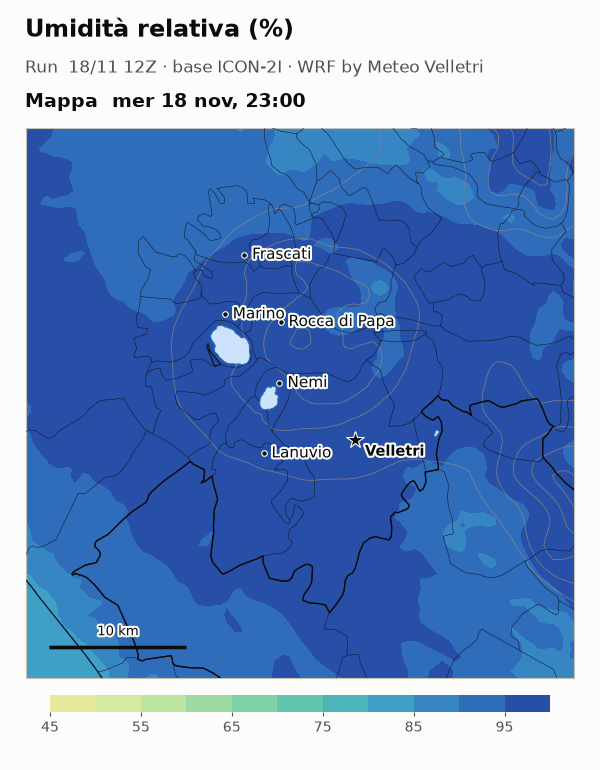 Umidità relativa (%)
Run  18/11 12Z · base ICON-2I · WRF by Meteo Velletri
Mappa  mer 18 nov, 23:00
Frascati
Marino
Rocca di Papa
Nemi
Velletri
Lanuvio
10 km
45 55 65 75 85 95